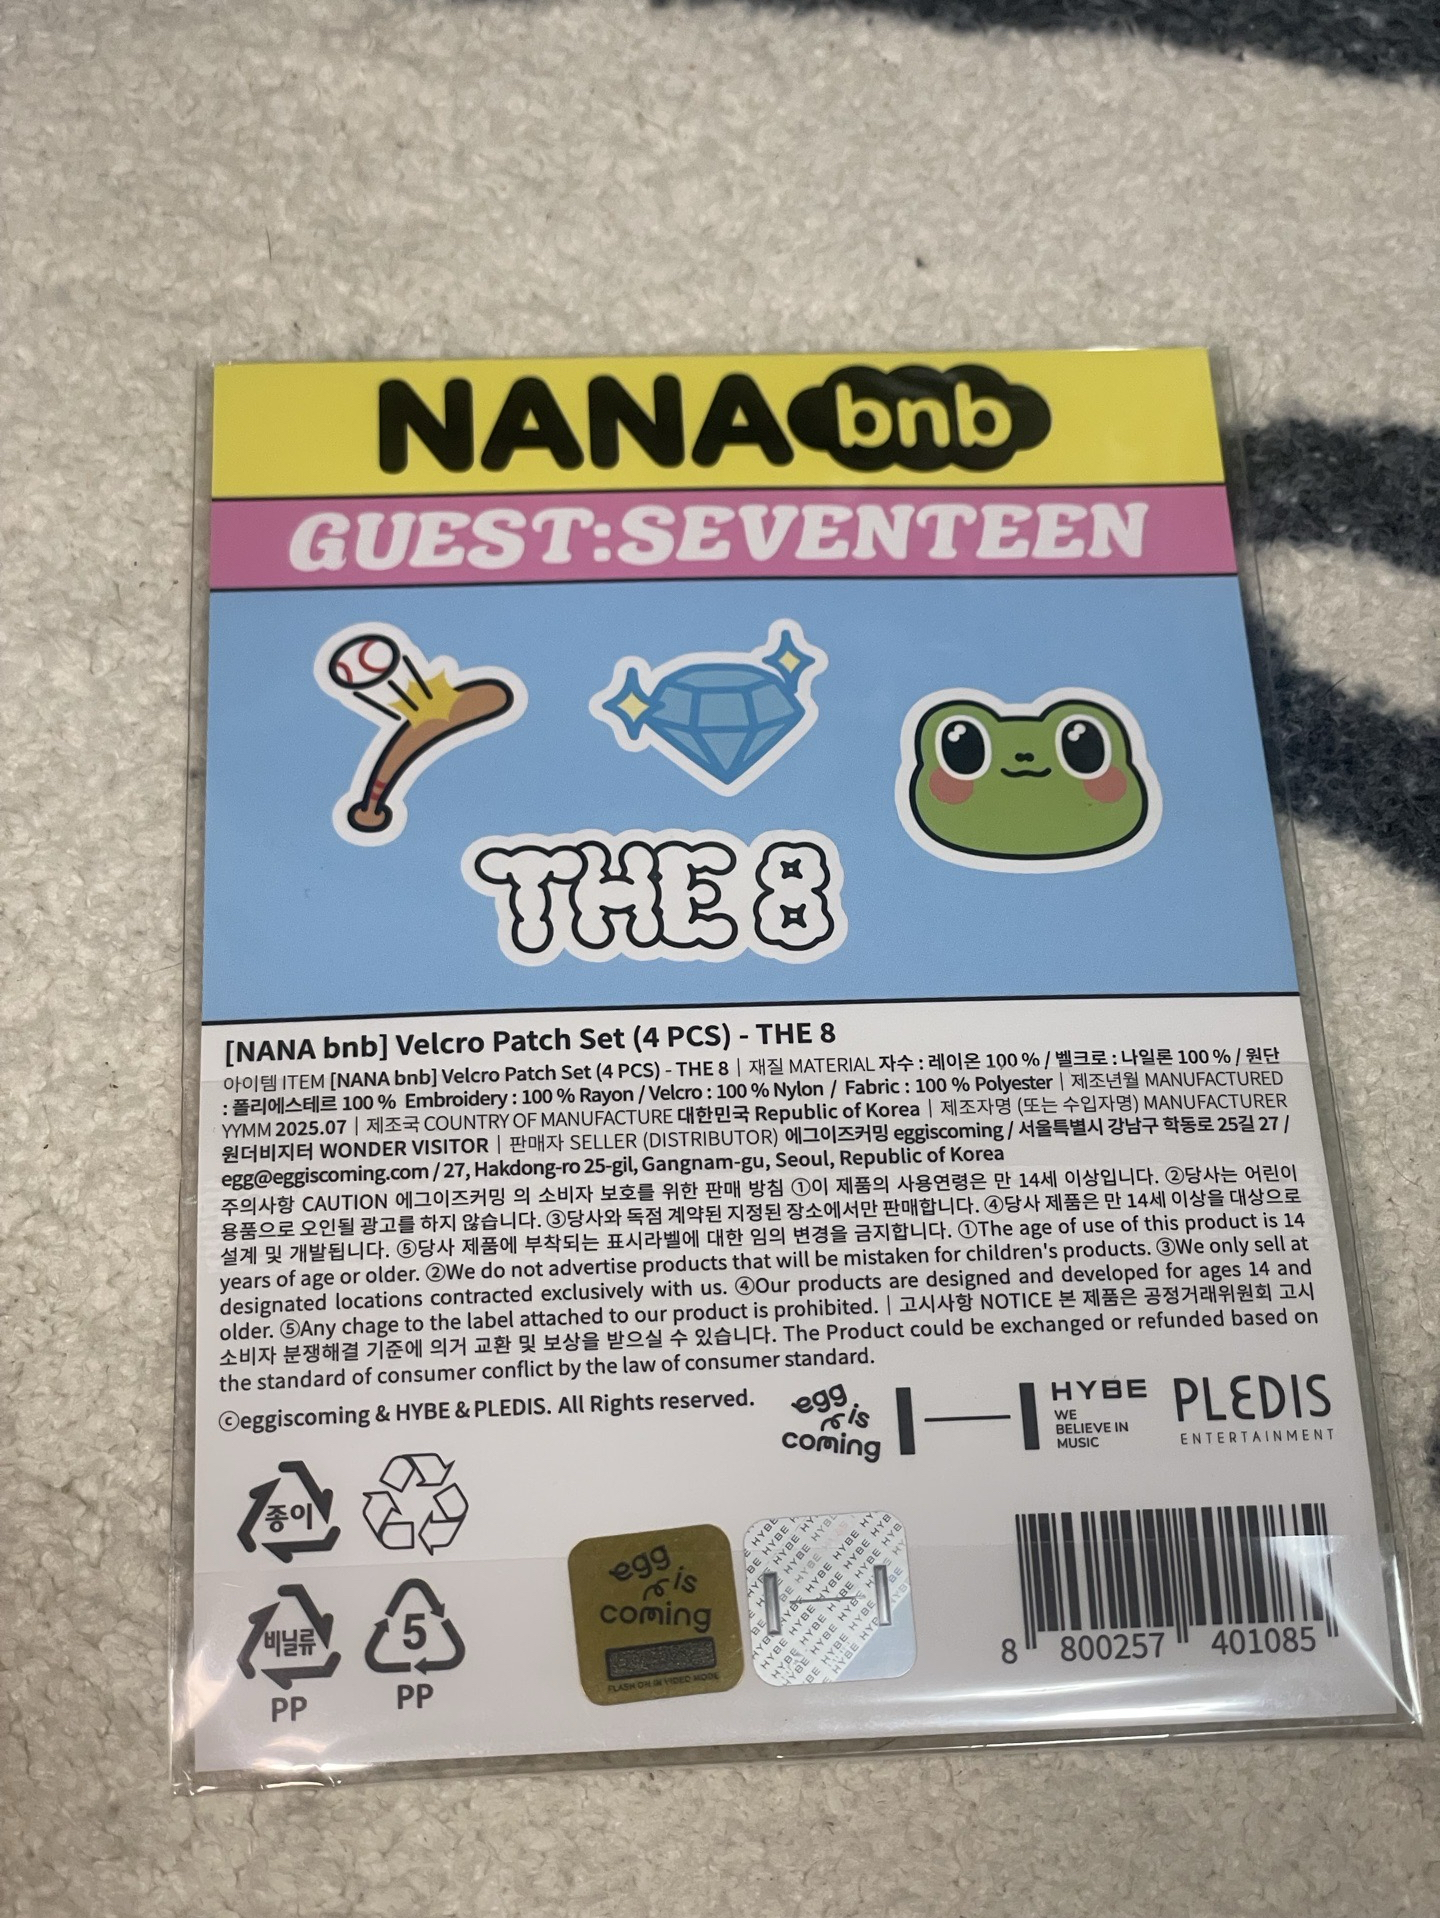 NANA bnb
GUEST:SEVENTEEN
THE 8
[NANA bnb] Velcro Patch Set (4 PCS) - THE 8
아이템 ITEM [NANA bnb] Velcro Patch Set (4 PCS) - THE 8 | 재질 MATERIAL 자수 : 레이온 100 % / 벨크로 : 나일론 100 % / 원단
: 폴리에스테르 100 % Embroidery : 100 % Rayon / Velcro : 100 % Nylon / Fabric : 100 % Polyester | 제조년월 MANUFACTURED
YYMM 2025.07 | 제조국 COUNTRY OF MANUFACTURE 대한민국 Republic of Korea | 제조자명 (또는 수입자명) MANUFACTURER
원더비지터 WONDER VISITOR | 판매자 SELLER (DISTRIBUTOR) 에그이즈커밍 eggiscoming / 서울특별시 강남구 학동로 25길 27 /
egg@eggiscoming.com / 27, Hakdong-ro 25-gil, Gangnam-gu, Seoul, Republic of Korea
주의사항 CAUTION 에그이즈커밍 의 소비자 보호를 위한 판매 방침 ①이 제품의 사용연령은 만 14세 이상입니다. ②당사는 어린이
용품으로 오인될 광고를 하지 않습니다. ③당사와 독점 계약된 지정된 장소에서만 판매합니다. ④당사 제품은 만 14세 이상을 대상으로
설계 및 개발됩니다. ⑤당사 제품에 부착되는 표시라벨에 대한 임의 변경을 금지합니다. ①The age of use of this product is 14
years of age or older. ②We do not advertise products that will be mistaken for children's products. ③We only sell at
designated locations contracted exclusively with us. ④Our products are designed and developed for ages 14 and
older. ⑤Any chage to the label attached to our product is prohibited. | 고시사항 NOTICE 본 제품은 공정거래위원회 고시
소비자 분쟁해결 기준에 의거 교환 및 보상을 받으실 수 있습니다. The Product could be exchanged or refunded based on
the standard of consumer conflict by the law of consumer standard.
ⓒeggiscoming & HYBE & PLEDIS. All Rights reserved.
egg is coming
HYBE
WE
BELIEVE IN
MUSIC
PLEDIS
ENTERTAINMENT
종이
비닐류
PP
5
PP
egg is coming
FLASH ON IN VIDEO MODE
HYBE HYBE HYBE HYBE
8 800257 401085